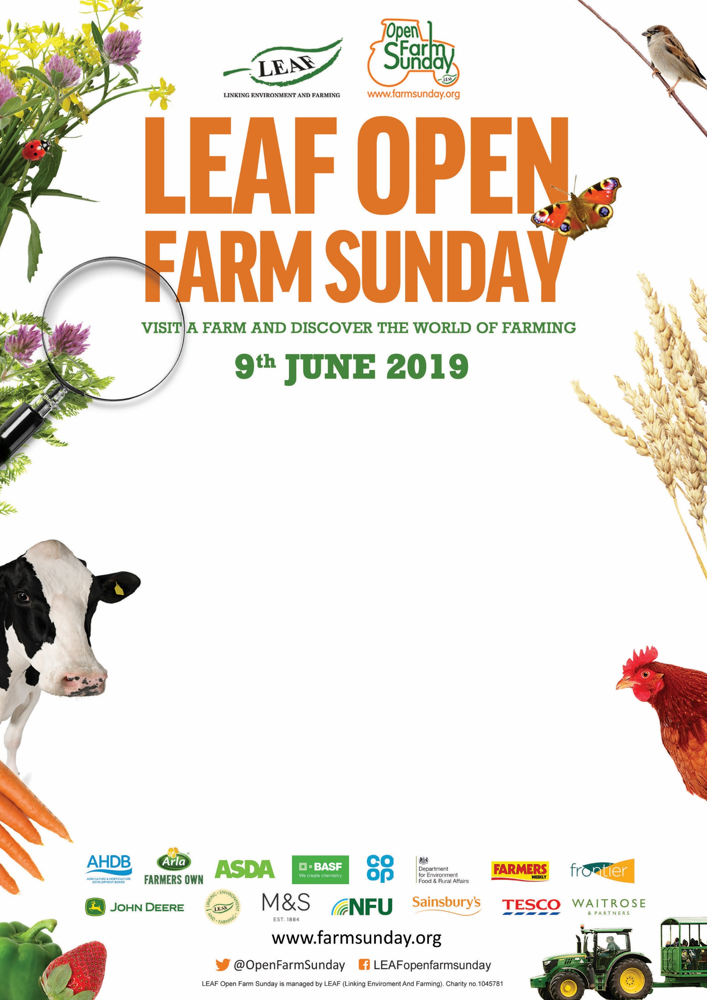 LEAF
LINKING ENVIRONMENT AND FARMING
Open
Farm
Sunday
LEAF
www.farmsunday.org
LEAF OPEN
FARM SUNDAY
VISIT A FARM AND DISCOVER THE WORLD OF FARMING
9th JUNE 2019
AHDB
AGRICULTURE & HORTICULTURE
DEVELOPMENT BOARD
Arla
FARMERS OWN
ASDA
BASF
We create chemistry
CO
OP
Department
for Environment
Food & Rural Affairs
FARMERS
WEEKLY
frontier
JOHN DEERE
LINKING • ENVIRONMENT • AND • FARMING •
LEAF
M&S
EST. 1884
NFU
Sainsbury's
TESCO
WAITROSE
& PARTNERS
www.farmsunday.org
@OpenFarmSunday LEAFopenfarmsunday
LEAF Open Farm Sunday is managed by LEAF (Linking Enviroment And Farming). Charity no.1045781